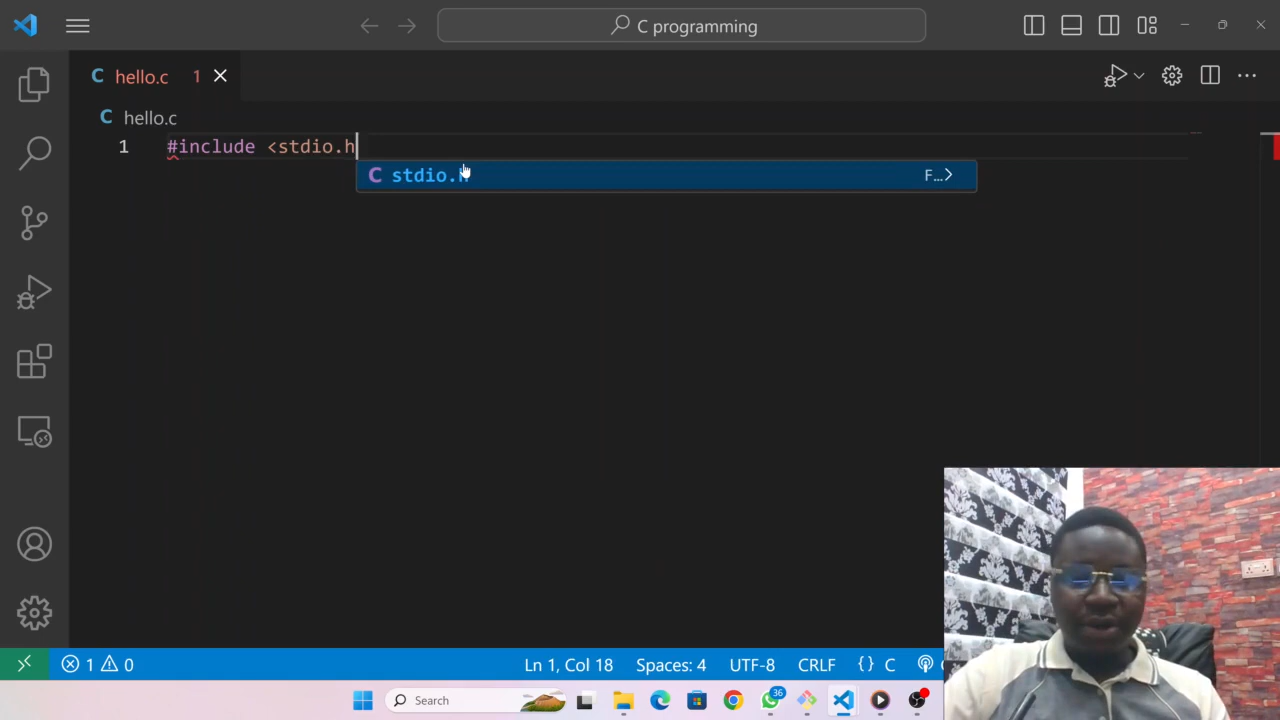 C programming
C hello.c 1
C hello.c
1 #include <stdio.h
C stdio.h F...
1 0 Ln 1, Col 18 Spaces: 4 UTF-8 CRLF {} C
Search 36